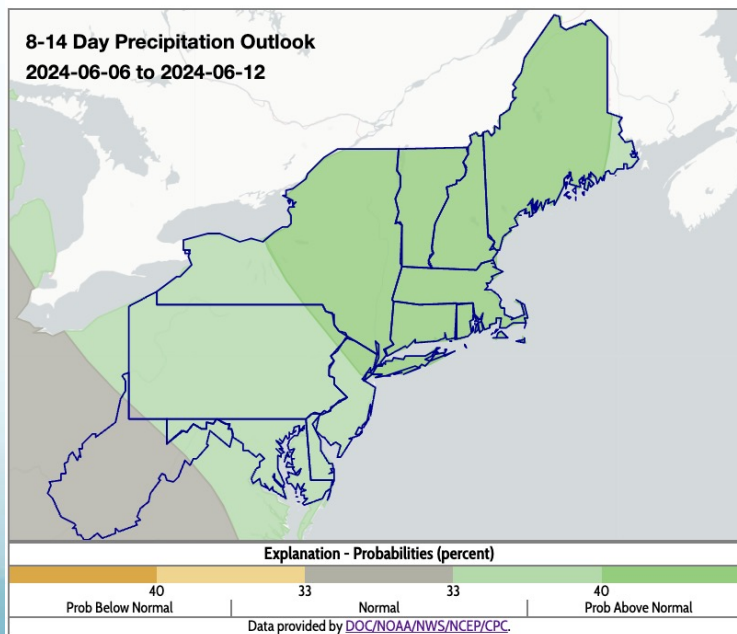 8-14 Day Precipitation Outlook
2024-06-06 to 2024-06-12
Explanation - Probabilities (percent)
40 33 33 40
Prob Below Normal | Normal | Prob Above Normal
Data provided by DOC/NOAA/NWS/NCEP/CPC.